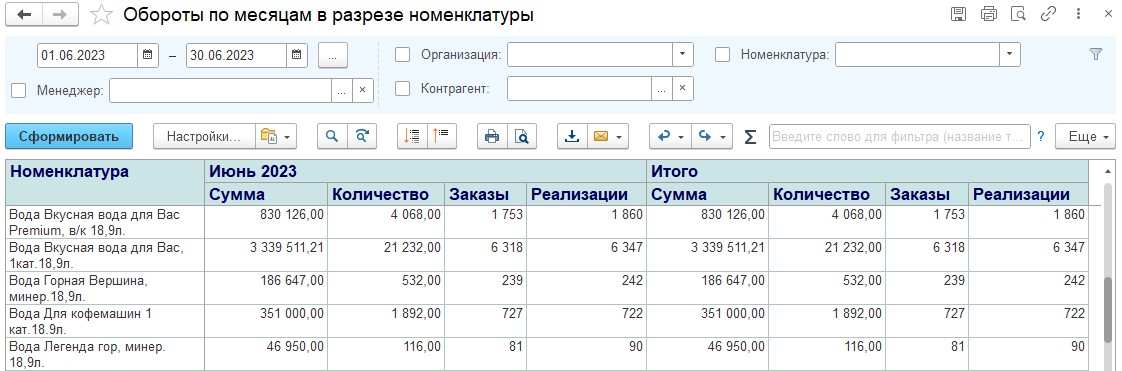 Обороты по месяцам в разрезе номенклатуры
01.06.2023 – 30.06.2023 ... Организация: Номенклатура:
Менеджер: ... × Контрагент: ... ×
Сформировать Настройки... Σ Введите слово для фильтра (название т... ? Еще
Номенклатура Июнь 2023 Итого
Сумма Количество Заказы Реализации Сумма Количество Заказы Реализации
Вода Вкусная вода для Вас 830 126,00 4 068,00 1 753 1 860 830 126,00 4 068,00 1 753 1 860
Premium, в/к 18,9л.
Вода Вкусная вода для Вас, 3 339 511,21 21 232,00 6 318 6 347 3 339 511,21 21 232,00 6 318 6 347
1кат.18,9л.
Вода Горная Вершина, 186 647,00 532,00 239 242 186 647,00 532,00 239 242
минер.18,9л.
Вода Для кофемашин 1 351 000,00 1 892,00 727 722 351 000,00 1 892,00 727 722
кат.18.9л.
Вода Легенда гор, минер. 46 950,00 116,00 81 90 46 950,00 116,00 81 90
18,9л.